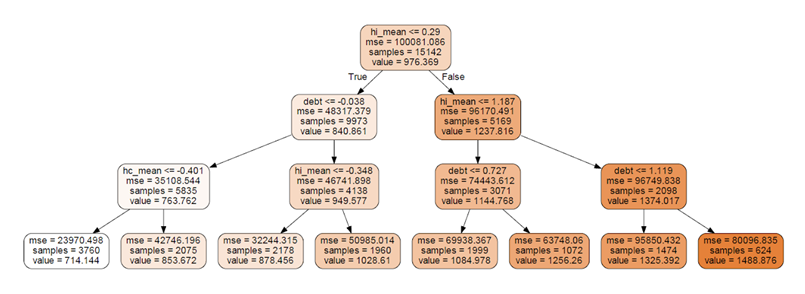 hi_mean <= 0.29
mse = 100081.086
samples = 15142
value = 976.369
True
False
debt <= -0.038
mse = 48317.379
samples = 9973
value = 840.861
hi_mean <= 1.187
mse = 96170.491
samples = 5169
value = 1237.816
hc_mean <= -0.401
mse = 35108.544
samples = 5835
value = 763.762
hi_mean <= -0.348
mse = 46741.898
samples = 4138
value = 949.577
debt <= 0.727
mse = 74443.612
samples = 3071
value = 1144.768
debt <= 1.119
mse = 96749.838
samples = 2098
value = 1374.017
mse = 23970.498
samples = 3760
value = 714.144
mse = 42746.196
samples = 2075
value = 853.672
mse = 32244.315
samples = 2178
value = 878.456
mse = 50985.014
samples = 1960
value = 1028.61
mse = 69938.367
samples = 1999
value = 1084.978
mse = 63748.06
samples = 1072
value = 1256.26
mse = 95850.432
samples = 1474
value = 1325.392
mse = 80096.835
samples = 624
value = 1488.876